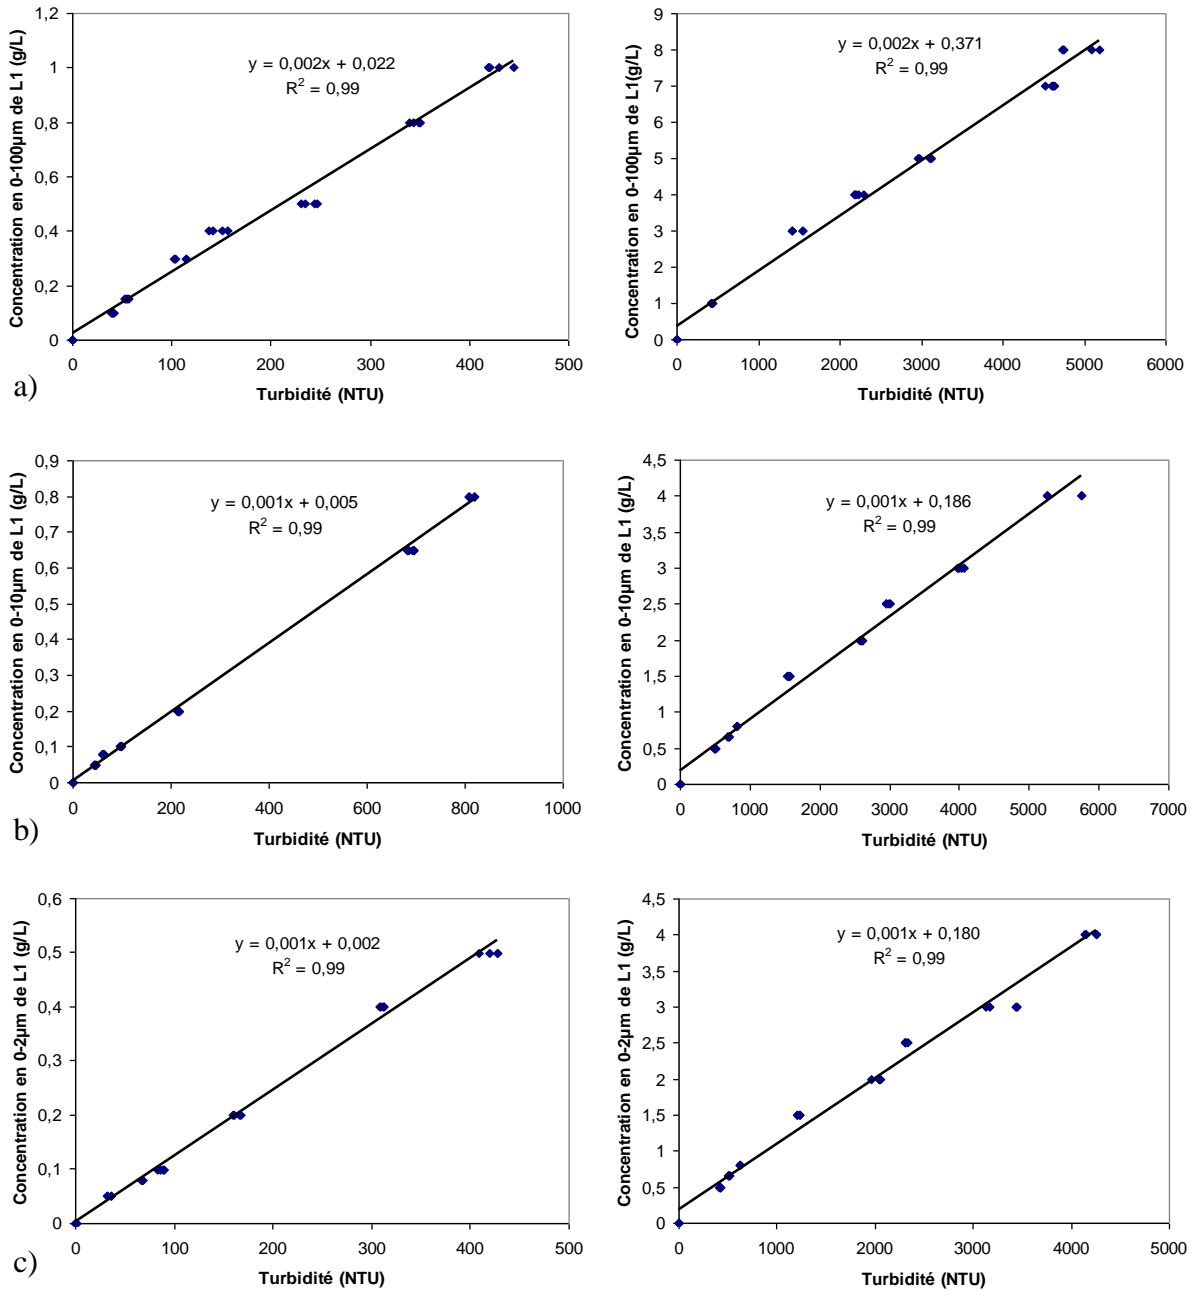 Concentration en 0-100µm de L1 (g/L)
1,2
1
0,8
0,6
0,4
0,2
0
y = 0,002x + 0,022
R² = 0,99
0 100 200 300 400 500
Turbidité (NTU)
a)
Concentration en 0-100µm de L1(g/L)
9
8
7
6
5
4
3
2
1
0
y = 0,002x + 0,371
R² = 0,99
0 1000 2000 3000 4000 5000 6000
Turbidité (NTU)
Concentration en 0-10µm de L1 (g/L)
0,9
0,8
0,7
0,6
0,5
0,4
0,3
0,2
0,1
0
y = 0,001x + 0,005
R² = 0,99
0 200 400 600 800 1000
Turbidité (NTU)
b)
Concentration en 0-10µm de L1 (g/L)
4,5
4
3,5
3
2,5
2
1,5
1
0,5
0
y = 0,001x + 0,186
R² = 0,99
0 1000 2000 3000 4000 5000 6000 7000
Turbidité (NTU)
Concentration en 0-2µm de L1 (g/L)
0,6
0,5
0,4
0,3
0,2
0,1
0
y = 0,001x + 0,002
R² = 0,99
0 100 200 300 400 500
Turbidité (NTU)
c)
Concentration en 0-2µm de L1 (g/L)
4,5
4
3,5
3
2,5
2
1,5
1
0,5
0
y = 0,001x + 0,180
R² = 0,99
0 1000 2000 3000 4000 5000
Turbidité (NTU)